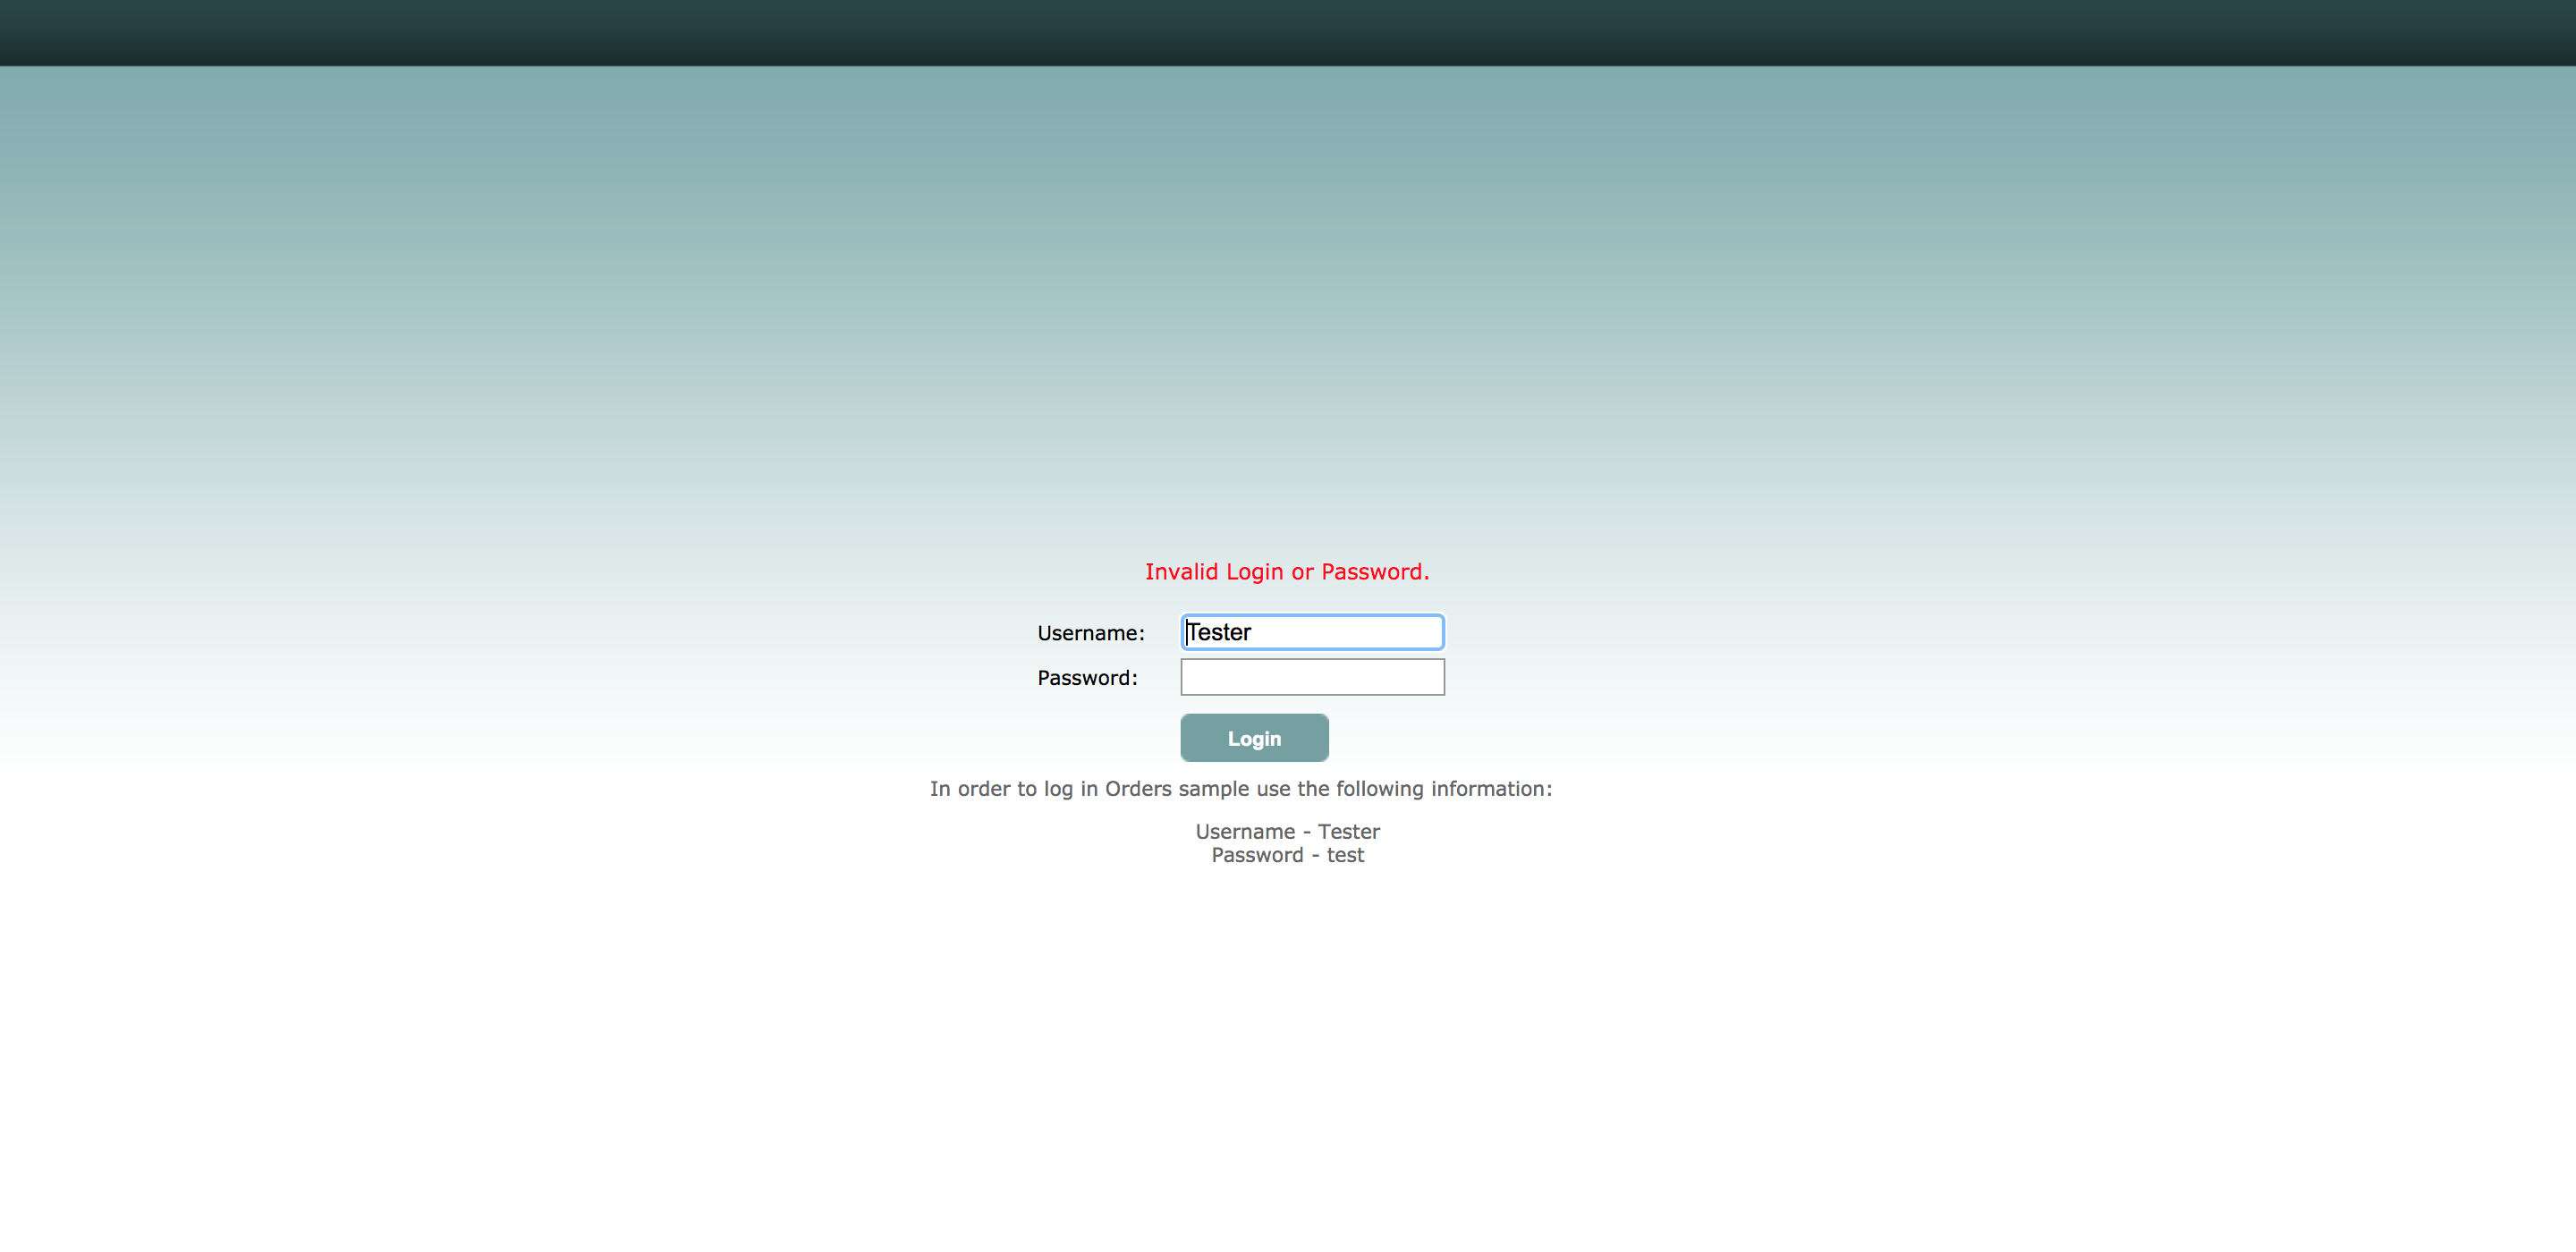 Invalid Login or Password.
Username: Tester
Password:
Login
In order to log in Orders sample use the following information:
Username - Tester
Password - test